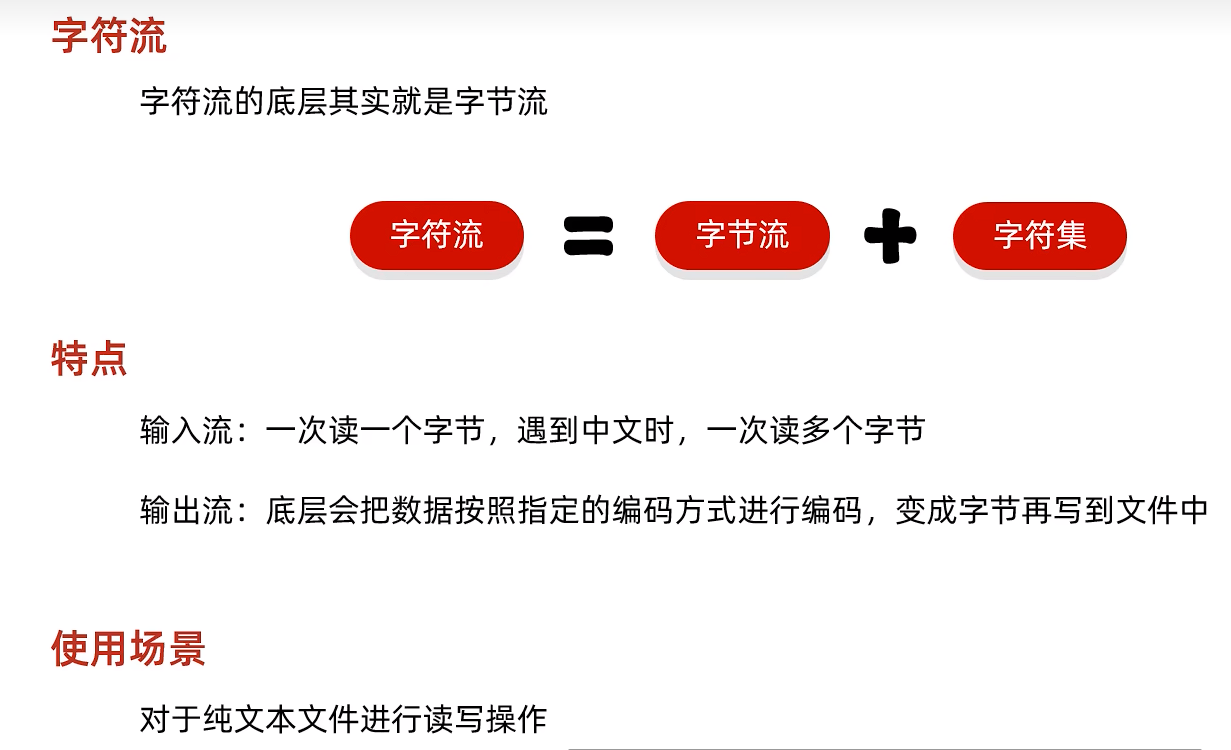 字符流
字符流的底层其实就是字节流
字符流 = 字节流 + 字符集
特点
输入流：一次读一个字节，遇到中文时，一次读多个字节
输出流：底层会把数据按照指定的编码方式进行编码，变成字节再写到文件中
使用场景
对于纯文本文件进行读写操作